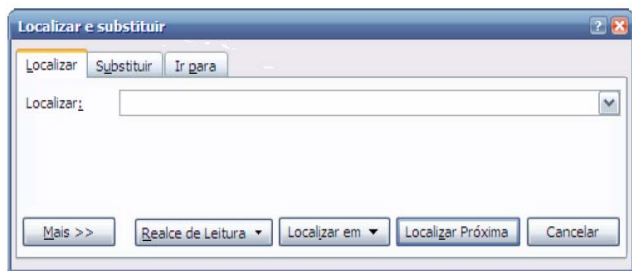 Localizar e substituir
Localizar Substituir Ir para
Localizar:
Mais >> Realce de Leitura Localizar em Localizar Próxima Cancelar